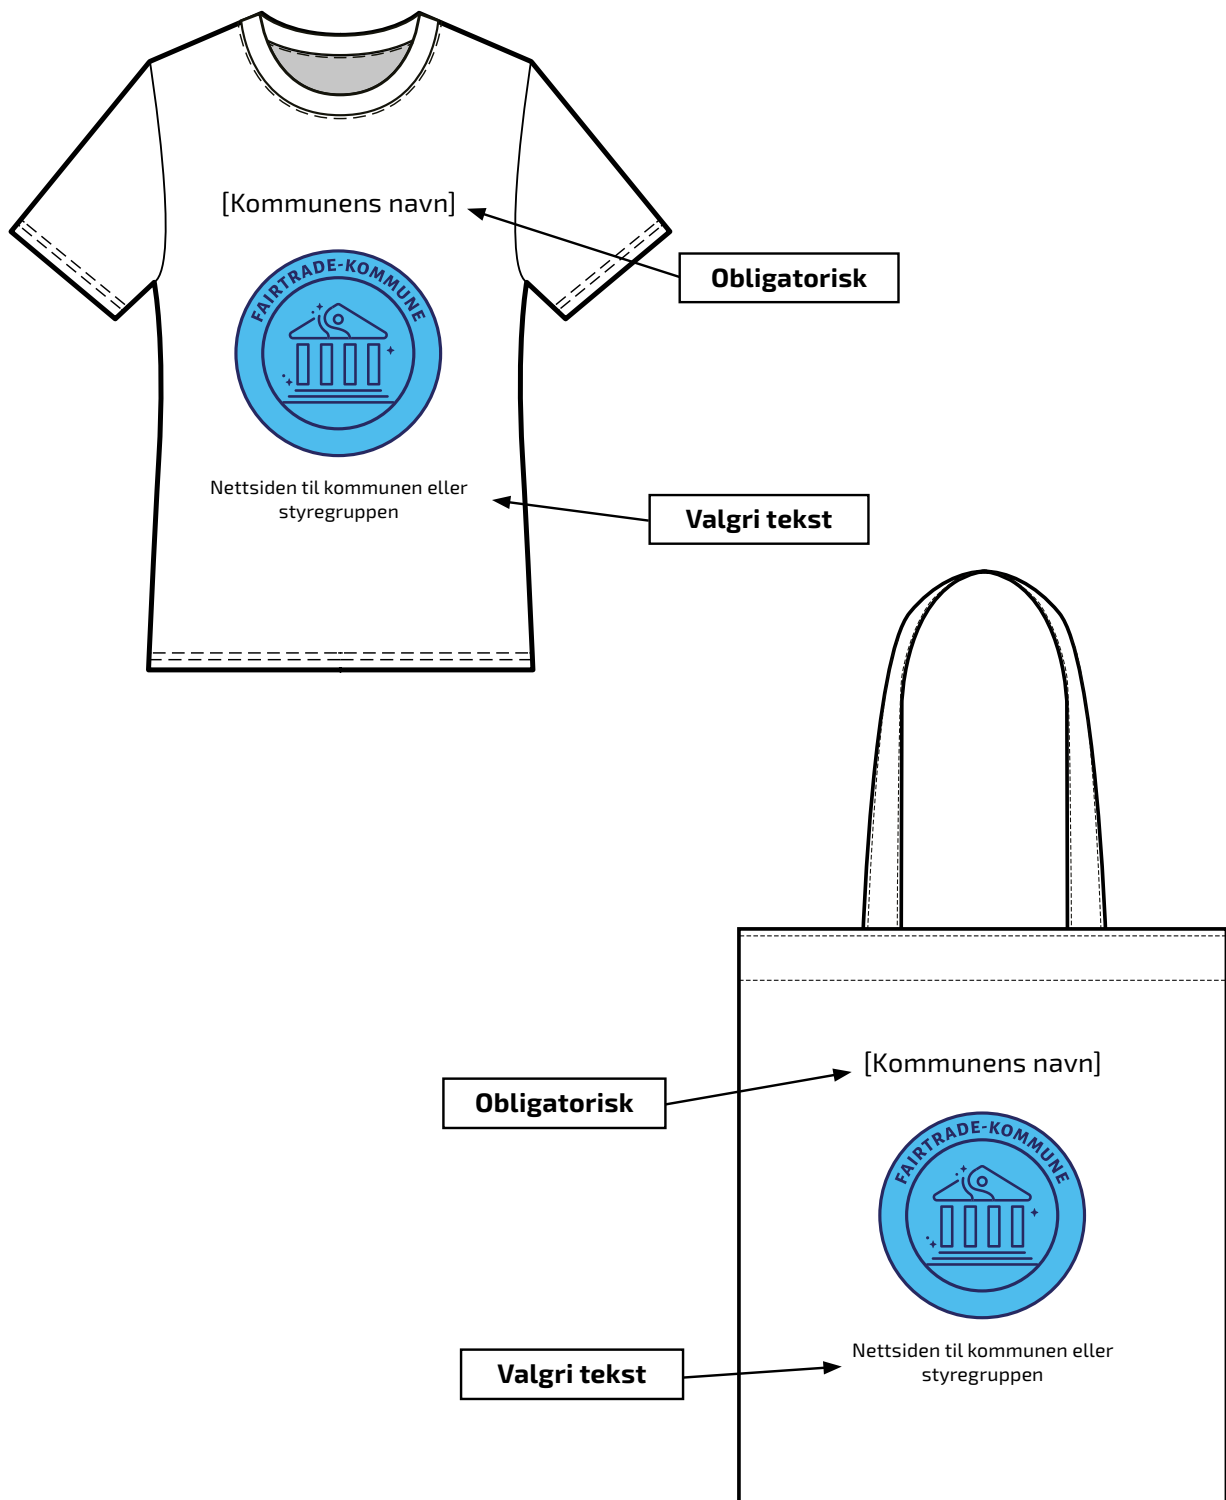 [Kommunens navn]
Obligatorisk
FAIRTRADE-KOMMUNE
Nettsiden til kommunen eller
styregruppen
Valgri tekst
[Kommunens navn]
Obligatorisk
FAIRTRADE-KOMMUNE
Nettsiden til kommunen eller
styregruppen
Valgri tekst